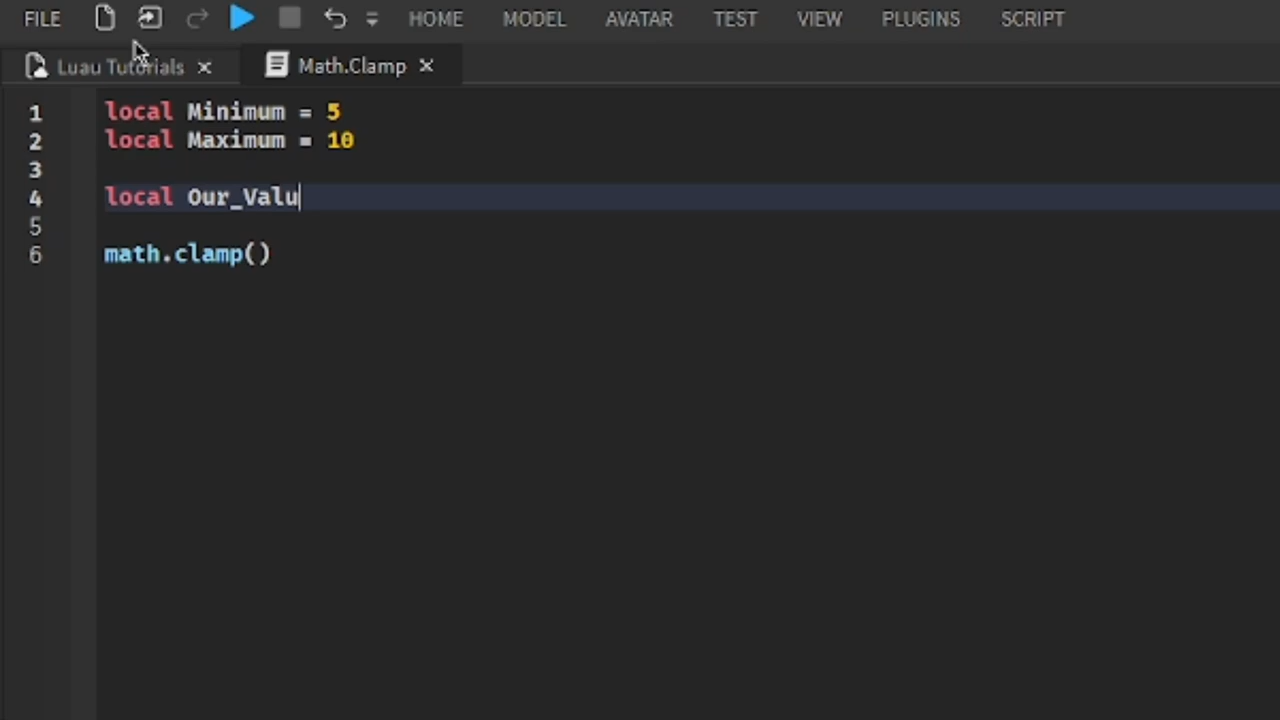 FILE HOME MODEL AVATAR TEST VIEW PLUGINS SCRIPT
Luau Tutorials × Math.Clamp ×
1 local Minimum = 5
2 local Maximum = 10
3
4 local Our_Valu
5
6 math.clamp()